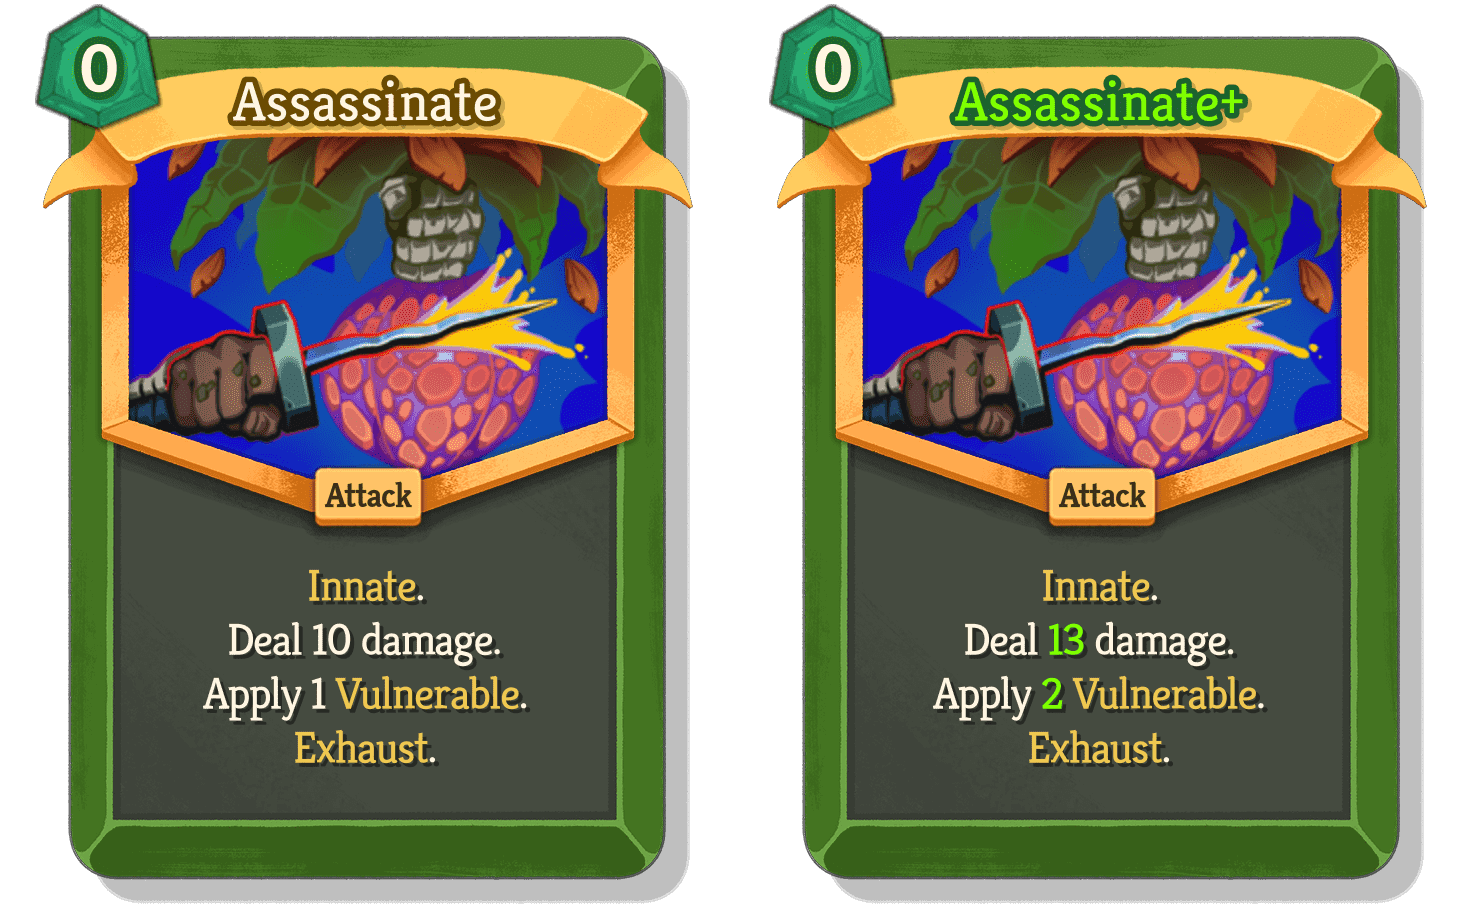 0
Assassinate
Attack
Innate.
Deal 10 damage.
Apply 1 Vulnerable.
Exhaust.
0
Assassinate+
Attack
Innate.
Deal 13 damage.
Apply 2 Vulnerable.
Exhaust.